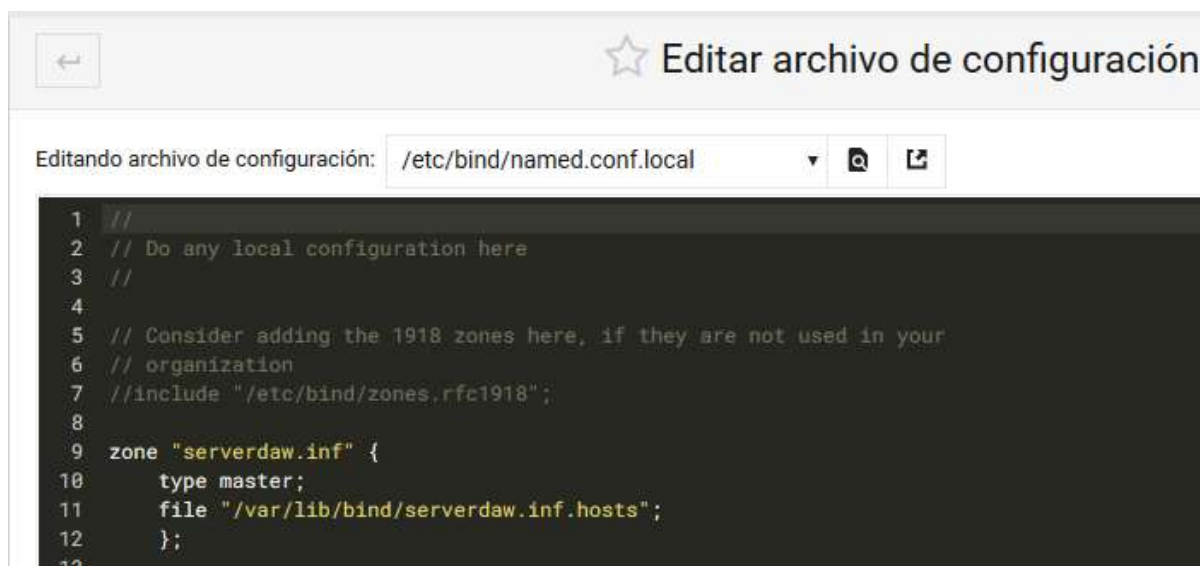 Editar archivo de configuración
Editando archivo de configuración: /etc/bind/named.conf.local
1 //
2 // Do any local configuration here
3 //
4
5 // Consider adding the 1918 zones here, if they are not used in your
6 // organization
7 //include "/etc/bind/zones.rfc1918";
8
9 zone "serverdaw.inf" {
10 type master;
11 file "/var/lib/bind/serverdaw.inf.hosts";
12 };